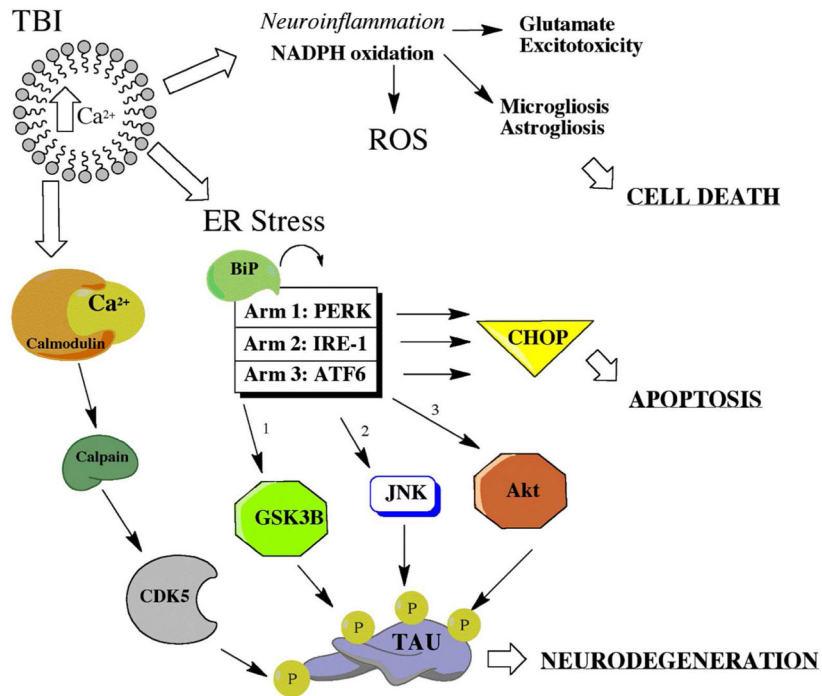 TBI
Ca²⁺
Neuroinflammation
NADPH oxidation
Glutamate
Excitotoxicity
ROS
Microgliosis
Astrogliosis
CELL DEATH
ER Stress
BiP
Arm 1: PERK
Arm 2: IRE-1
Arm 3: ATF6
CHOP
APOPTOSIS
Ca²⁺
Calmodulin
Calpain
CDK5
1
2
3
GSK3B
JNK
Akt
P
P
P
P
TAU
NEURODEGENERATION